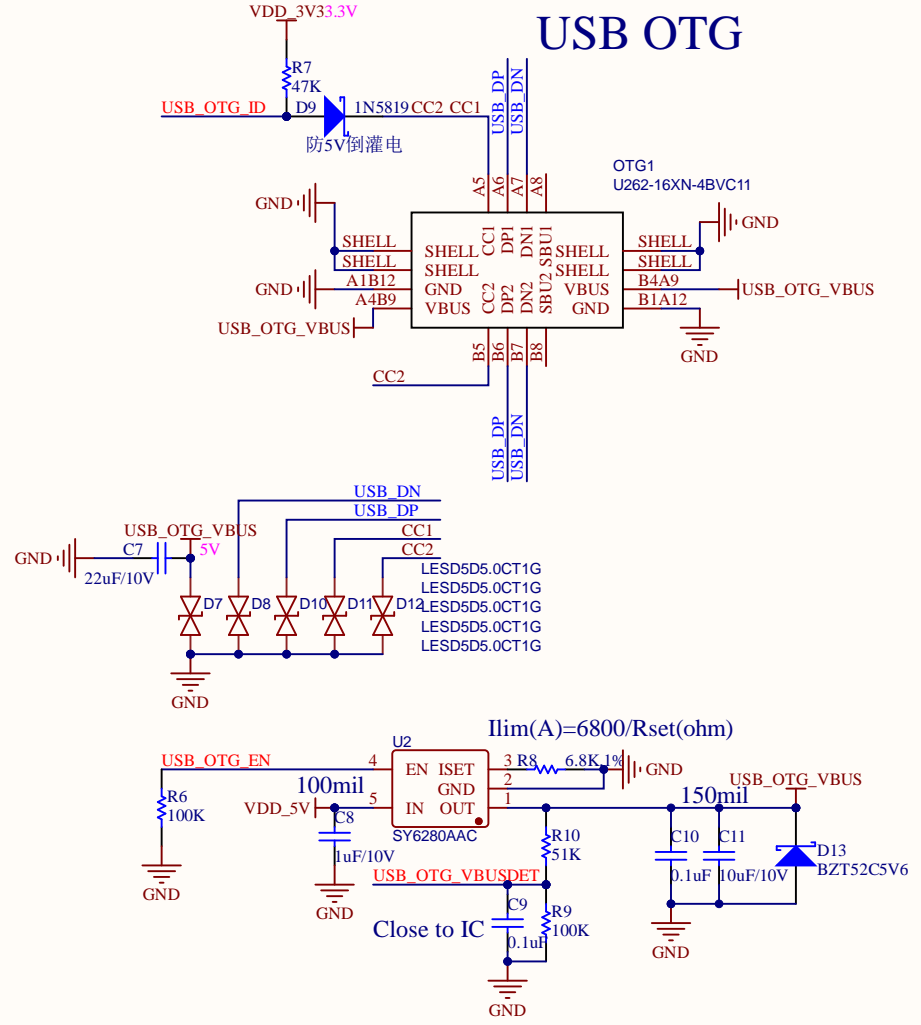 USB OTG
VDD_3V33.3V
R7
47K
USB_OTG_ID
D9
1N5819
CC2 CC1
防5V倒灌电
USB_DP
USB_DN
OTG1
U262-16XN-4BVC11
A5
A6
A7
A8
GND
GND
SHELL
SHELL
SHELL
SHELL
SHELL
SHELL
GND
VBUS
CC1
DP1
DN1
SBU1
CC2
DP2
DN2
SBU2
SHELL
SHELL
VBUS
GND
GND
A1B12
A4B9
USB_OTG_VBUS
B4A9
USB_OTG_VBUS
B1A12
GND
B5
B6
B7
B8
CC2
USB_DP
USB_DN
USB_DN
USB_DP
CC1
CC2
USB_OTG_VBUS
5V
GND
C7
22uF/10V
D7
D8
D10
D11
D12
LESD5D5.0CT1G
LESD5D5.0CT1G
LESD5D5.0CT1G
LESD5D5.0CT1G
LESD5D5.0CT1G
GND
Ilim(A)=6800/Rset(ohm)
U2
USB_OTG_EN
4
EN
ISET
3
R8
6.8K,1%
GND
GND
2
R6
100K
GND
100mil
VDD_5V
5
IN
OUT
1
SY6280AAC
C8
1uF/10V
GND
150mil
USB_OTG_VBUS
R10
51K
C10
0.1uF
C11
10uF/10V
D13
BZT52C5V6
GND
USB_OTG_VBUSDET
C9
0.1uF
R9
100K
Close to IC
GND